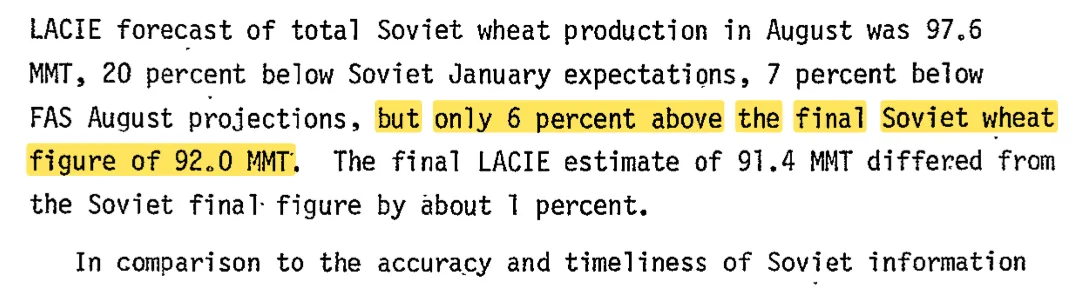 LACIE forecast of total Soviet wheat production in August was 97.6
MMT, 20 percent below Soviet January expectations, 7 percent below
FAS August projections, but only 6 percent above the final Soviet wheat
figure of 92.0 MMT. The final LACIE estimate of 91.4 MMT differed from
the Soviet final figure by about 1 percent.
In comparison to the accuracy and timeliness of Soviet information